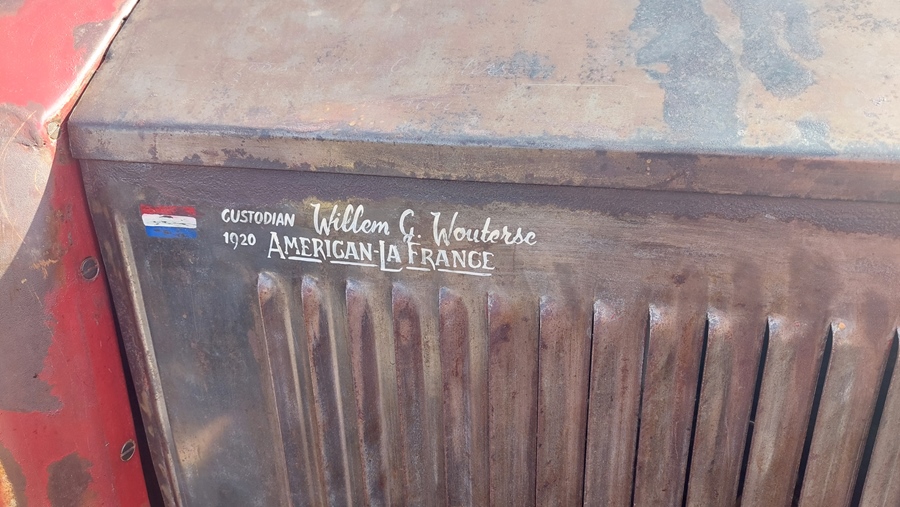 CUSTODIAN Willem G. Wouterse
1920 AMERICAN-LA FRANCE